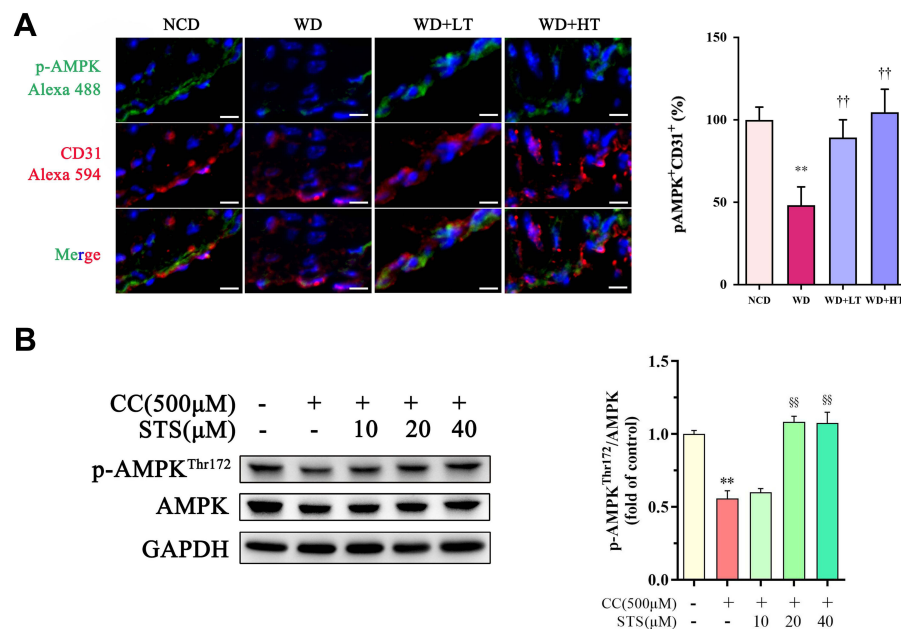 A
NCD WD WD+LT WD+HT
p-AMPK
Alexa 488
CD31
Alexa 594
Merge
pAMPK⁺CD31⁺ (%)
150
100
50
0
**
††
††
NCD WD WD+LT WD+HT
B
CC(500μM) - + + + +
STS(μM) - - 10 20 40
p-AMPKᵀʰʳ¹⁷²
AMPK
GAPDH
p-AMPKᵀʰʳ¹⁷²/AMPK
(fold of control)
1.5
1.0
0.5
0.0
**
§§
§§
CC(500μM) - + + + +
STS(μM) - - 10 20 40